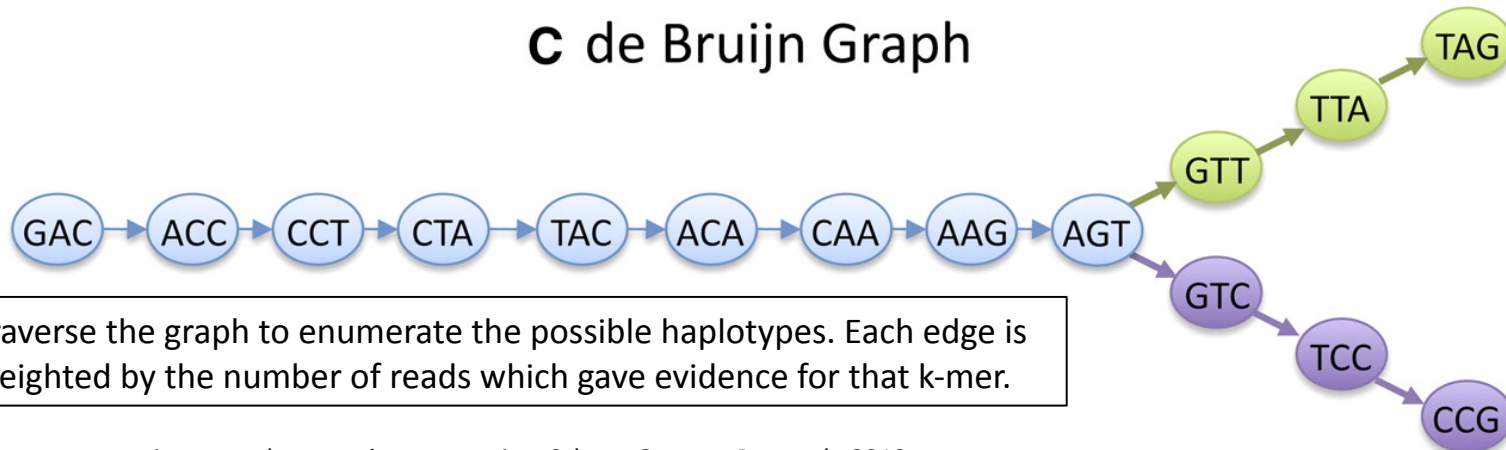 C de Bruijn Graph
TAG
TTA
GTT
GAC ACC CCT CTA TAC ACA CAA AAG AGT
GTC
averse the graph to enumerate the possible haplotypes. Each edge is
TCC
eighted by the number of reads which gave evidence for that k-mer.
CCG